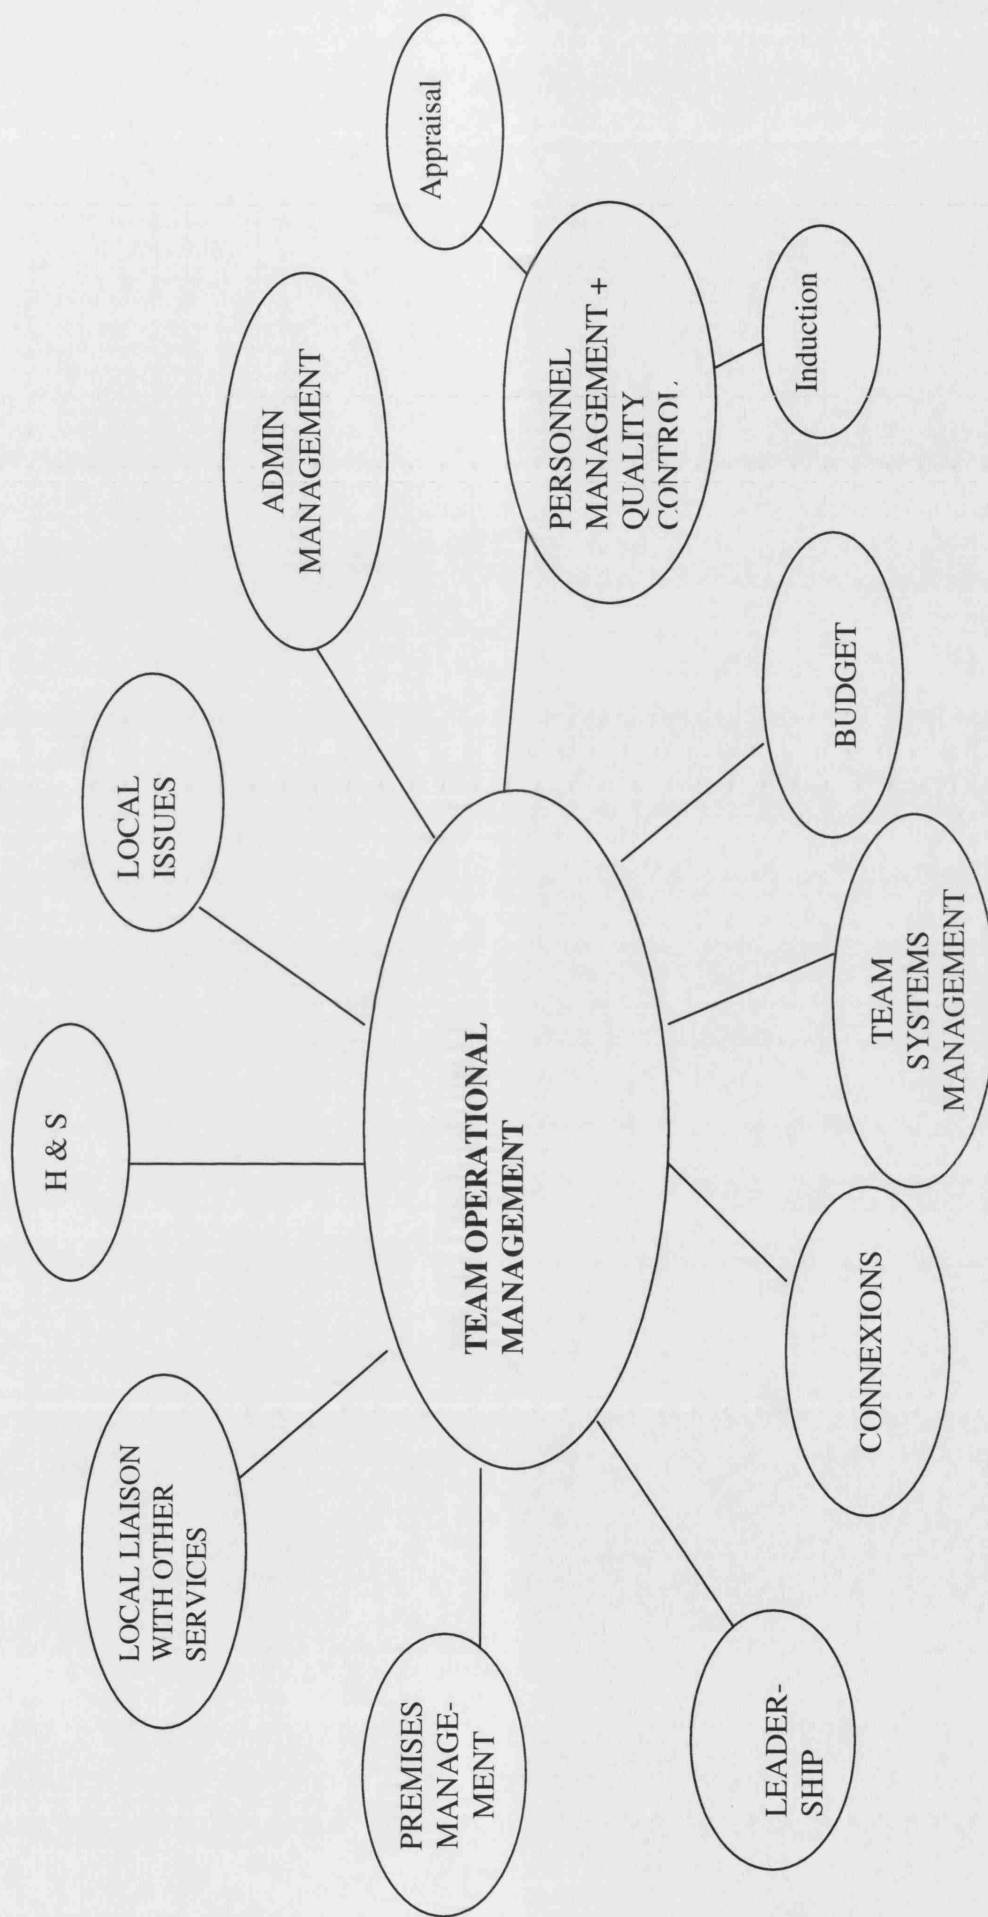 H & S
LOCAL LIAISON
WITH OTHER
SERVICES
LOCAL
ISSUES
ADMIN
MANAGEMENT
Appraisal
PREMISES
MANAGE-
MENT
TEAM OPERATIONAL
MANAGEMENT
PERSONNEL
MANAGEMENT +
QUALITY
CONTROL
Induction
LEADER-
SHIP
CONNEXIONS
TEAM
SYSTEMS
MANAGEMENT
BUDGET